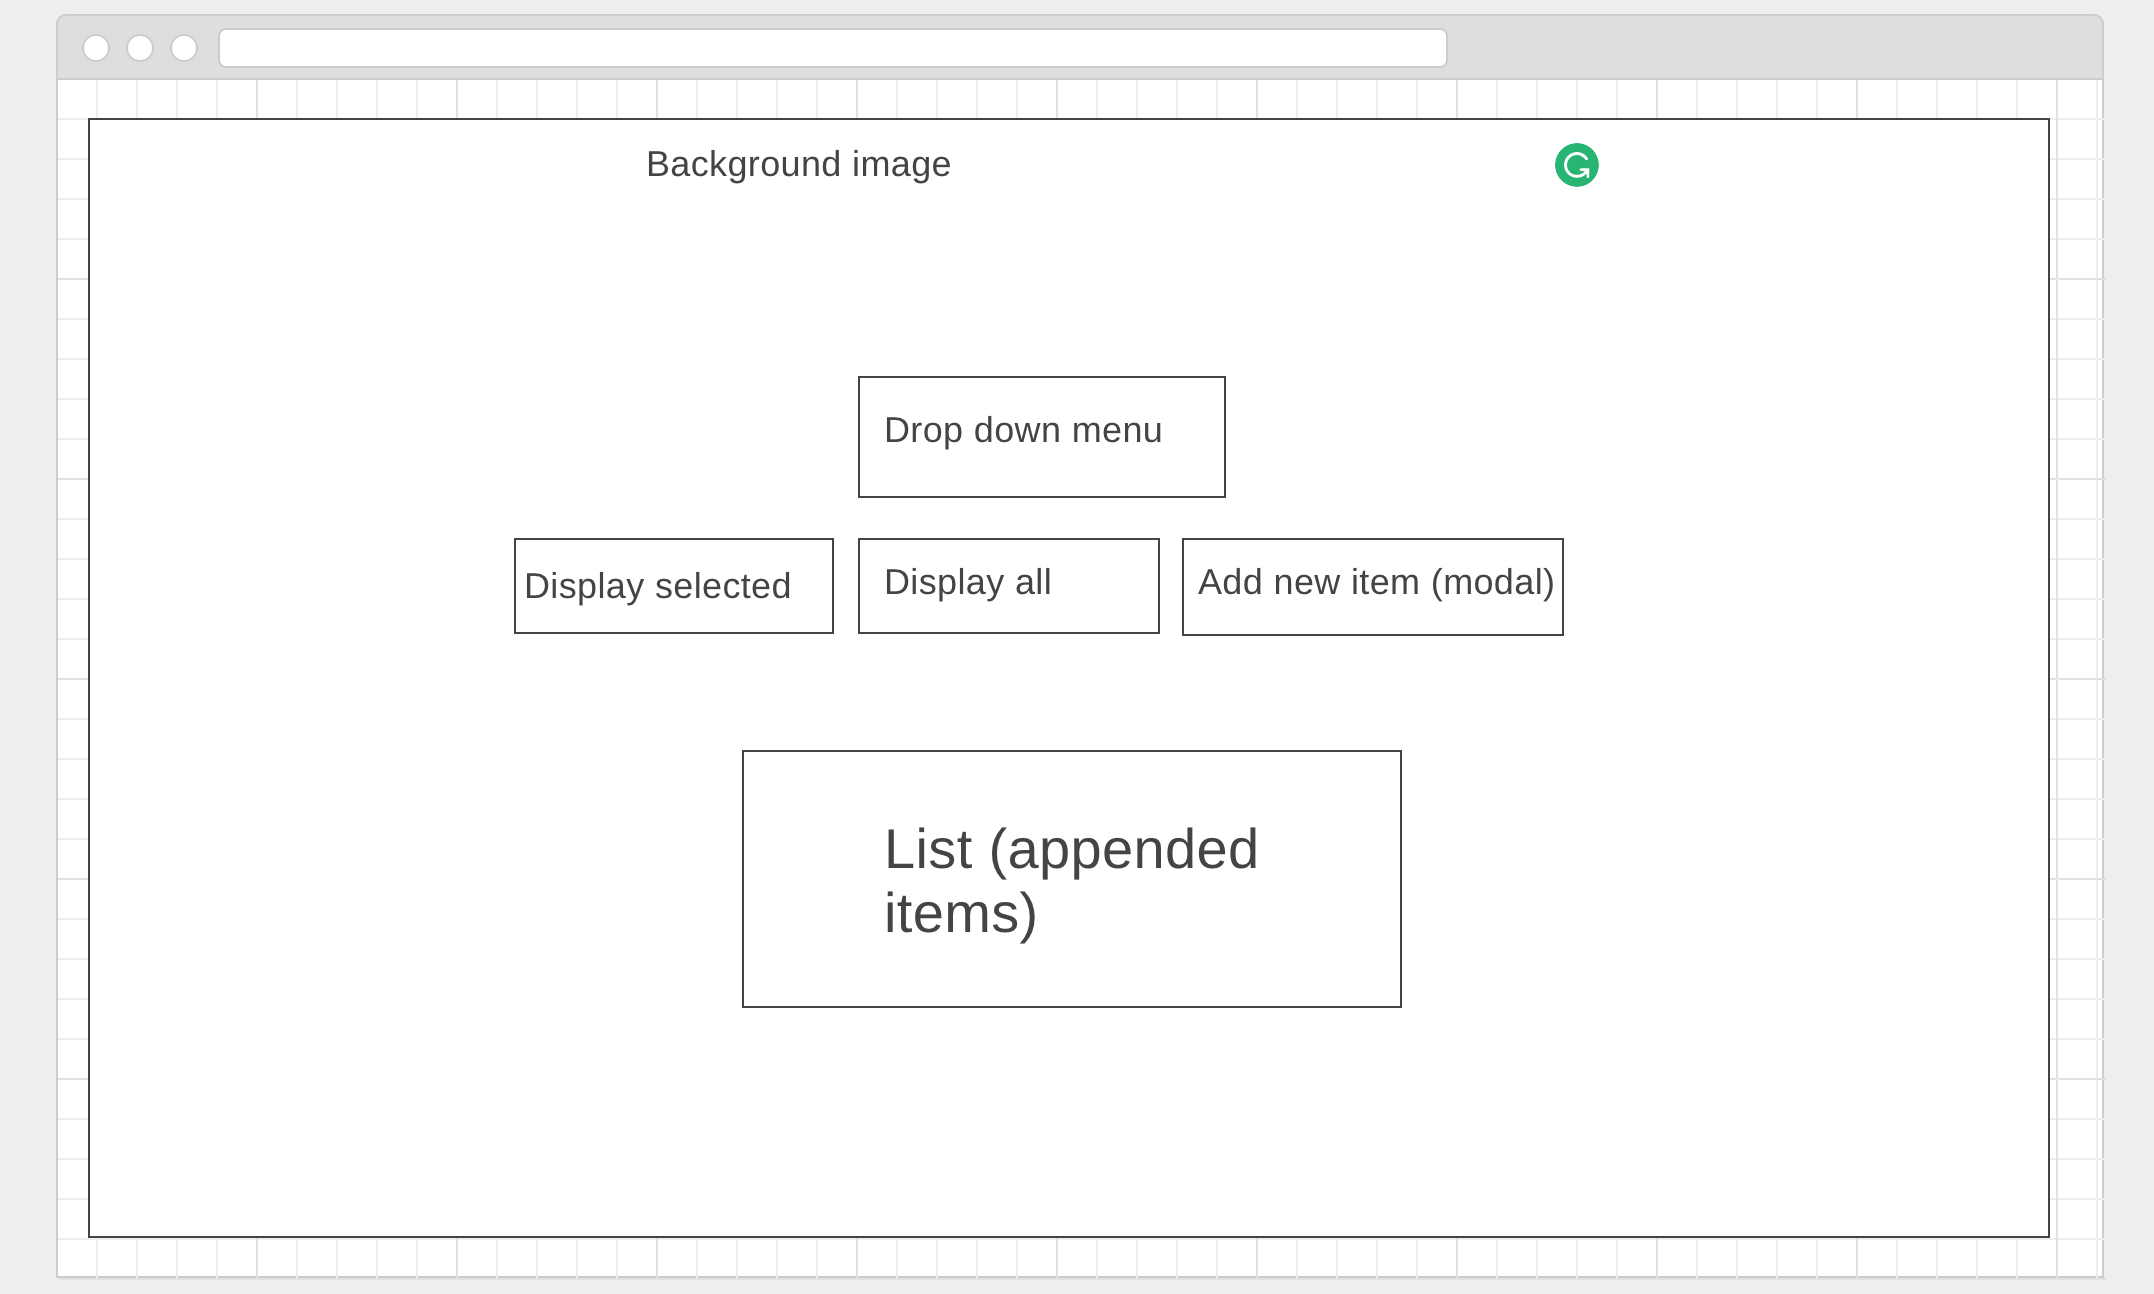 Background image
Drop down menu
Display selected
Display all
Add new item (modal)
List (appended
items)